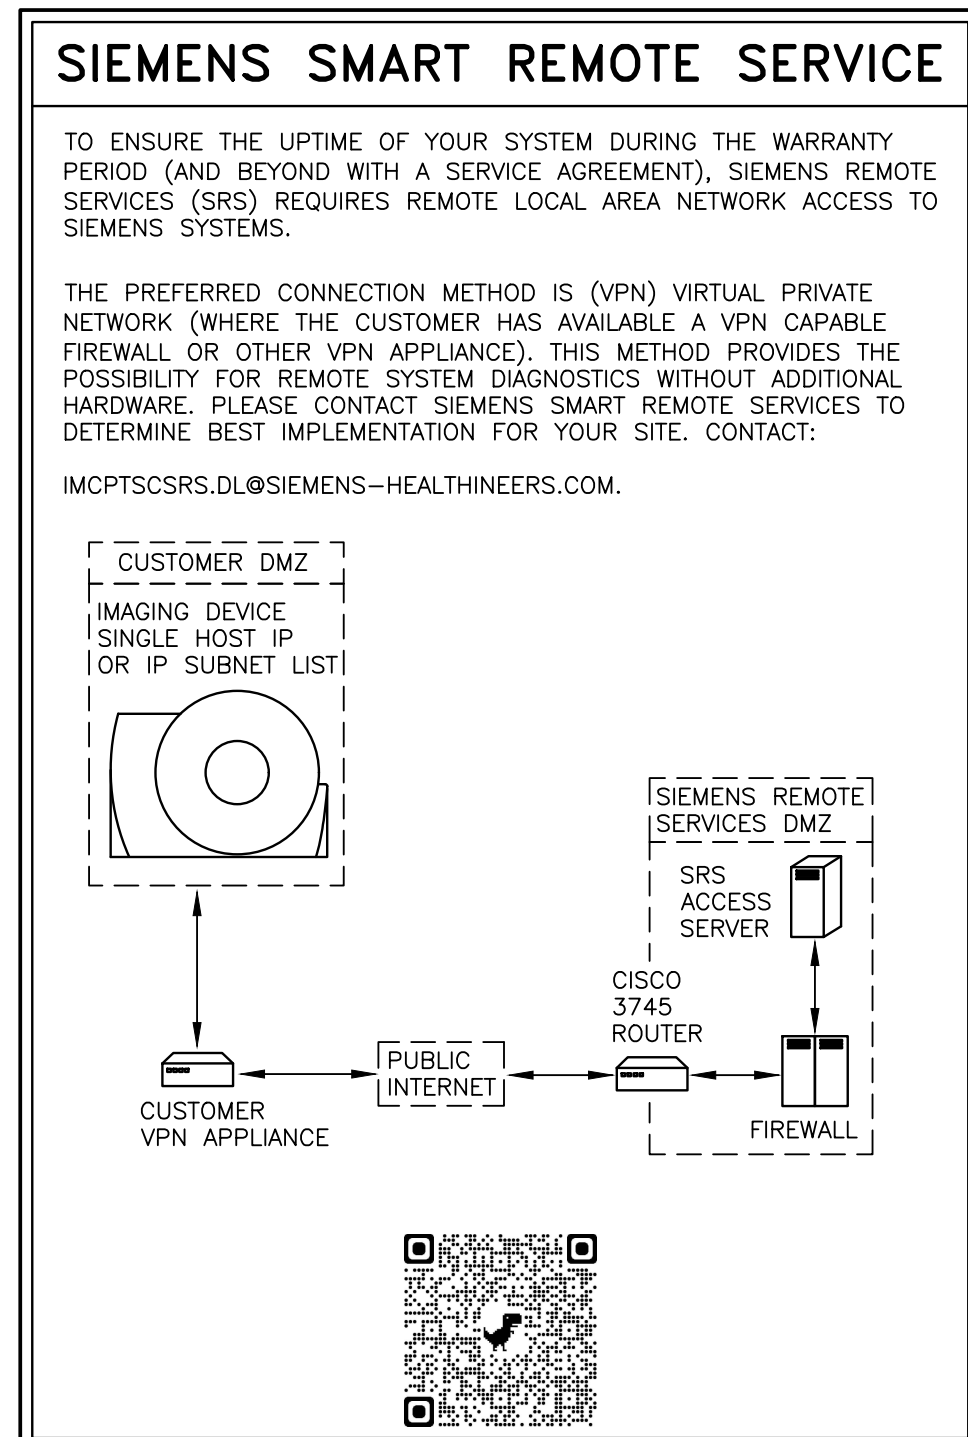 SIEMENS SMART REMOTE SERVICE
TO ENSURE THE UPTIME OF YOUR SYSTEM DURING THE WARRANTY
PERIOD (AND BEYOND WITH A SERVICE AGREEMENT), SIEMENS REMOTE
SERVICES (SRS) REQUIRES REMOTE LOCAL AREA NETWORK ACCESS TO
SIEMENS SYSTEMS.
THE PREFERRED CONNECTION METHOD IS (VPN) VIRTUAL PRIVATE
NETWORK (WHERE THE CUSTOMER HAS AVAILABLE A VPN CAPABLE
FIREWALL OR OTHER VPN APPLIANCE). THIS METHOD PROVIDES THE
POSSIBILITY FOR REMOTE SYSTEM DIAGNOSTICS WITHOUT ADDITIONAL
HARDWARE. PLEASE CONTACT SIEMENS SMART REMOTE SERVICES TO
DETERMINE BEST IMPLEMENTATION FOR YOUR SITE. CONTACT:
IMCPTSCSRS.DL@SIEMENS-HEALTHINEERS.COM.
CUSTOMER DMZ
IMAGING DEVICE
SINGLE HOST IP
OR IP SUBNET LIST
SIEMENS REMOTE
SERVICES DMZ
SRS
ACCESS
SERVER
CISCO
3745
ROUTER
PUBLIC
INTERNET
CUSTOMER
VPN APPLIANCE
FIREWALL